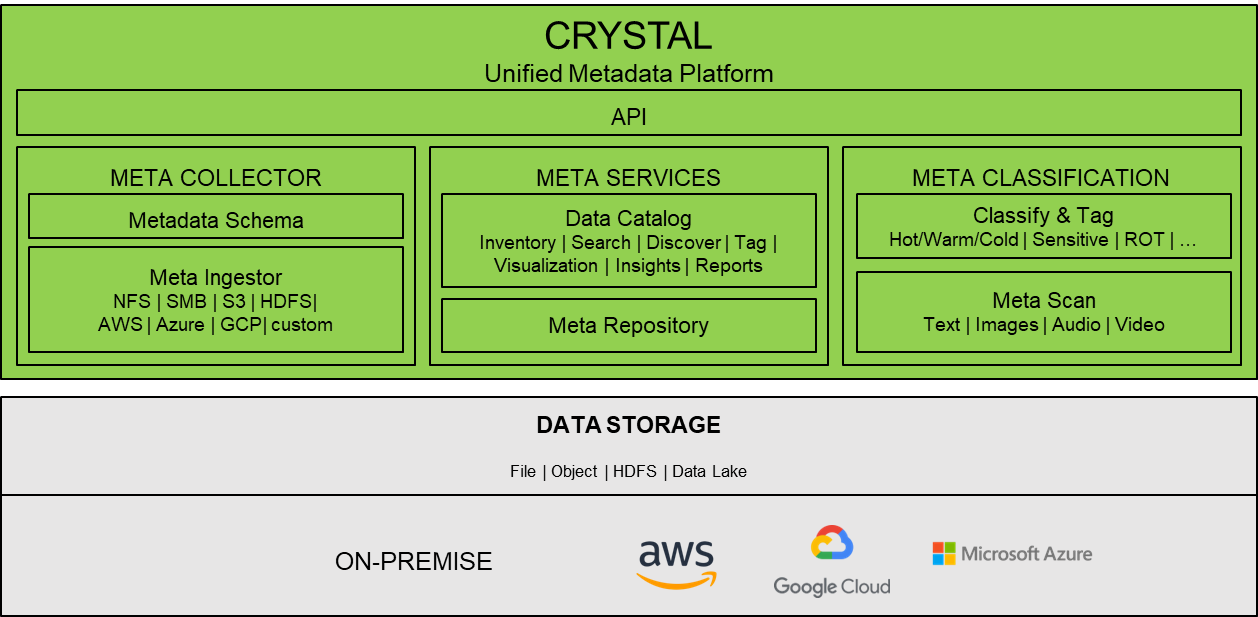 CRYSTAL
Unified Metadata Platform
API
META COLLECTOR
Metadata Schema
Meta Ingestor
NFS | SMB | S3 | HDFS|
AWS | Azure | GCP| custom
META SERVICES
Data Catalog
Inventory | Search | Discover | Tag |
Visualization | Insights | Reports
Meta Repository
META CLASSIFICATION
Classify & Tag
Hot/Warm/Cold | Sensitive | ROT | …
Meta Scan
Text | Images | Audio | Video
DATA STORAGE
File | Object | HDFS | Data Lake
ON-PREMISE
aws
Google Cloud
Microsoft Azure